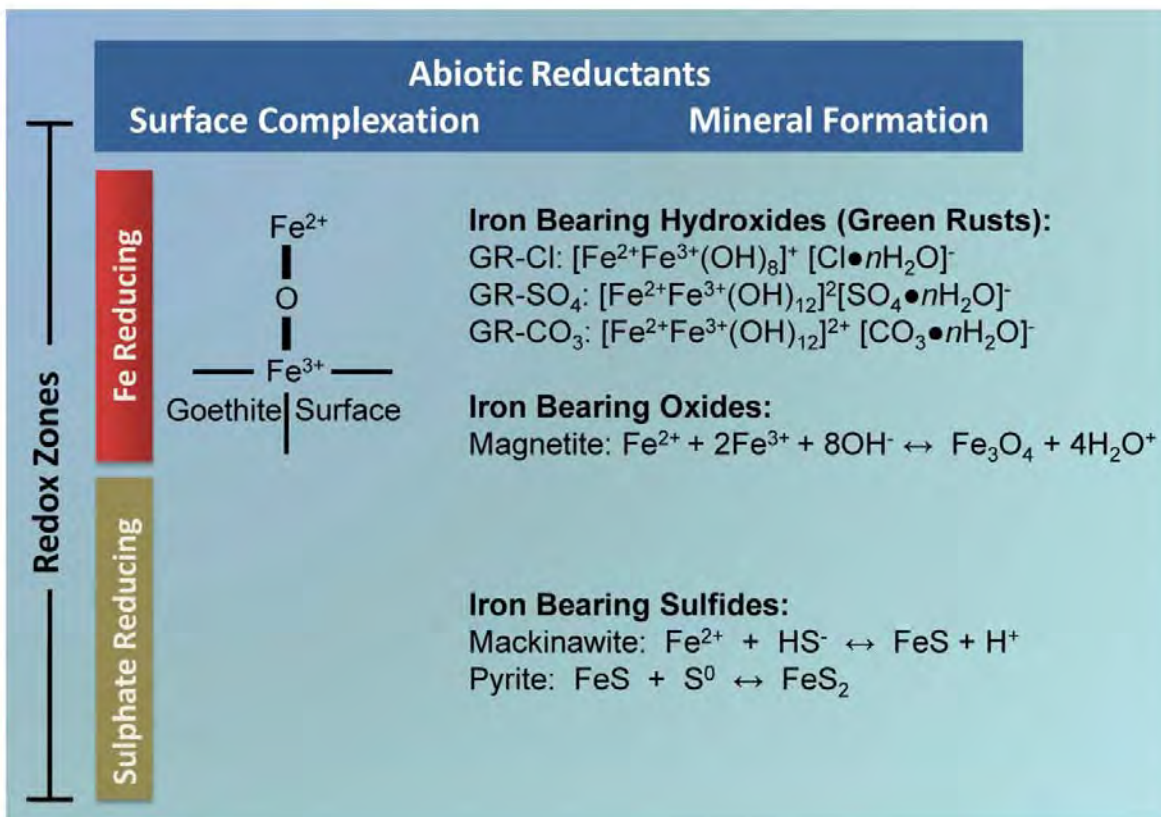 Abiotic Reductants
Surface Complexation Mineral Formation
Redox Zones
Fe Reducing
Fe²⁺
O
Fe³⁺
Goethite Surface
Iron Bearing Hydroxides (Green Rusts):
GR-Cl: [Fe²⁺Fe³⁺(OH)₈]⁺ [Cl●nH₂O]⁻
GR-SO₄: [Fe²⁺Fe³⁺(OH)₁₂]²[SO₄●nH₂O]⁻
GR-CO₃: [Fe²⁺Fe³⁺(OH)₁₂]²⁺ [CO₃●nH₂O]⁻
Iron Bearing Oxides:
Magnetite: Fe²⁺ + 2Fe³⁺ + 8OH⁻ ↔ Fe₃O₄ + 4H₂O⁺
Sulphate Reducing
Iron Bearing Sulfides:
Mackinawite: Fe²⁺ + HS⁻ ↔ FeS + H⁺
Pyrite: FeS + S⁰ ↔ FeS₂